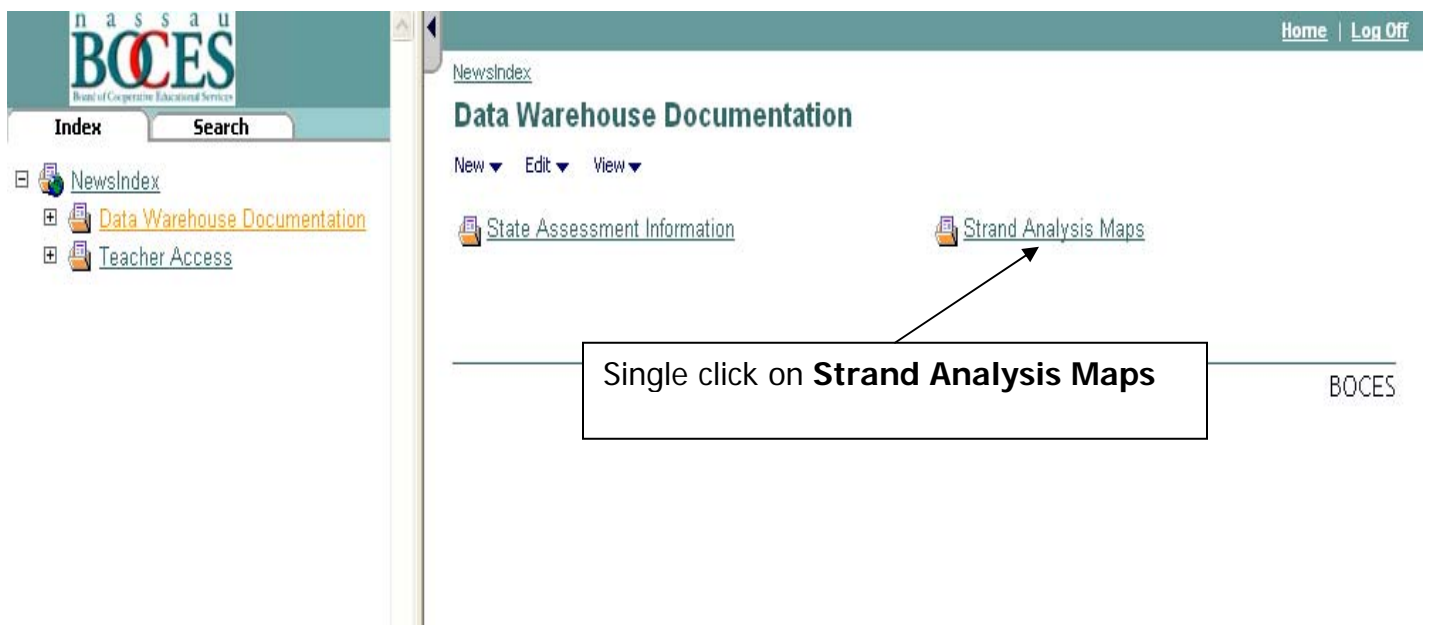 nassau
BOCES
Board of Cooperative Educational Services
Index Search
NewsIndex
Data Warehouse Documentation
Teacher Access
Home | Log Off
NewsIndex
Data Warehouse Documentation
New Edit View
State Assessment Information Strand Analysis Maps
Single click on Strand Analysis Maps
BOCES